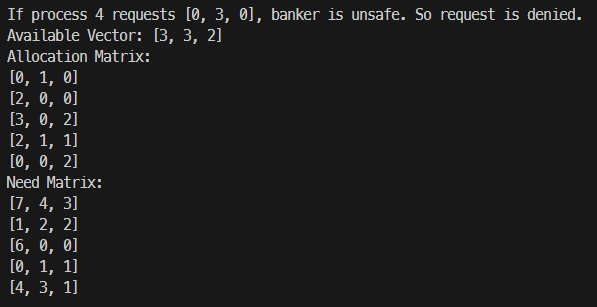 If process 4 requests [0, 3, 0], banker is unsafe. So request is denied.
Available Vector: [3, 3, 2]
Allocation Matrix:
[0, 1, 0]
[2, 0, 0]
[3, 0, 2]
[2, 1, 1]
[0, 0, 2]
Need Matrix:
[7, 4, 3]
[1, 2, 2]
[6, 0, 0]
[0, 1, 1]
[4, 3, 1]